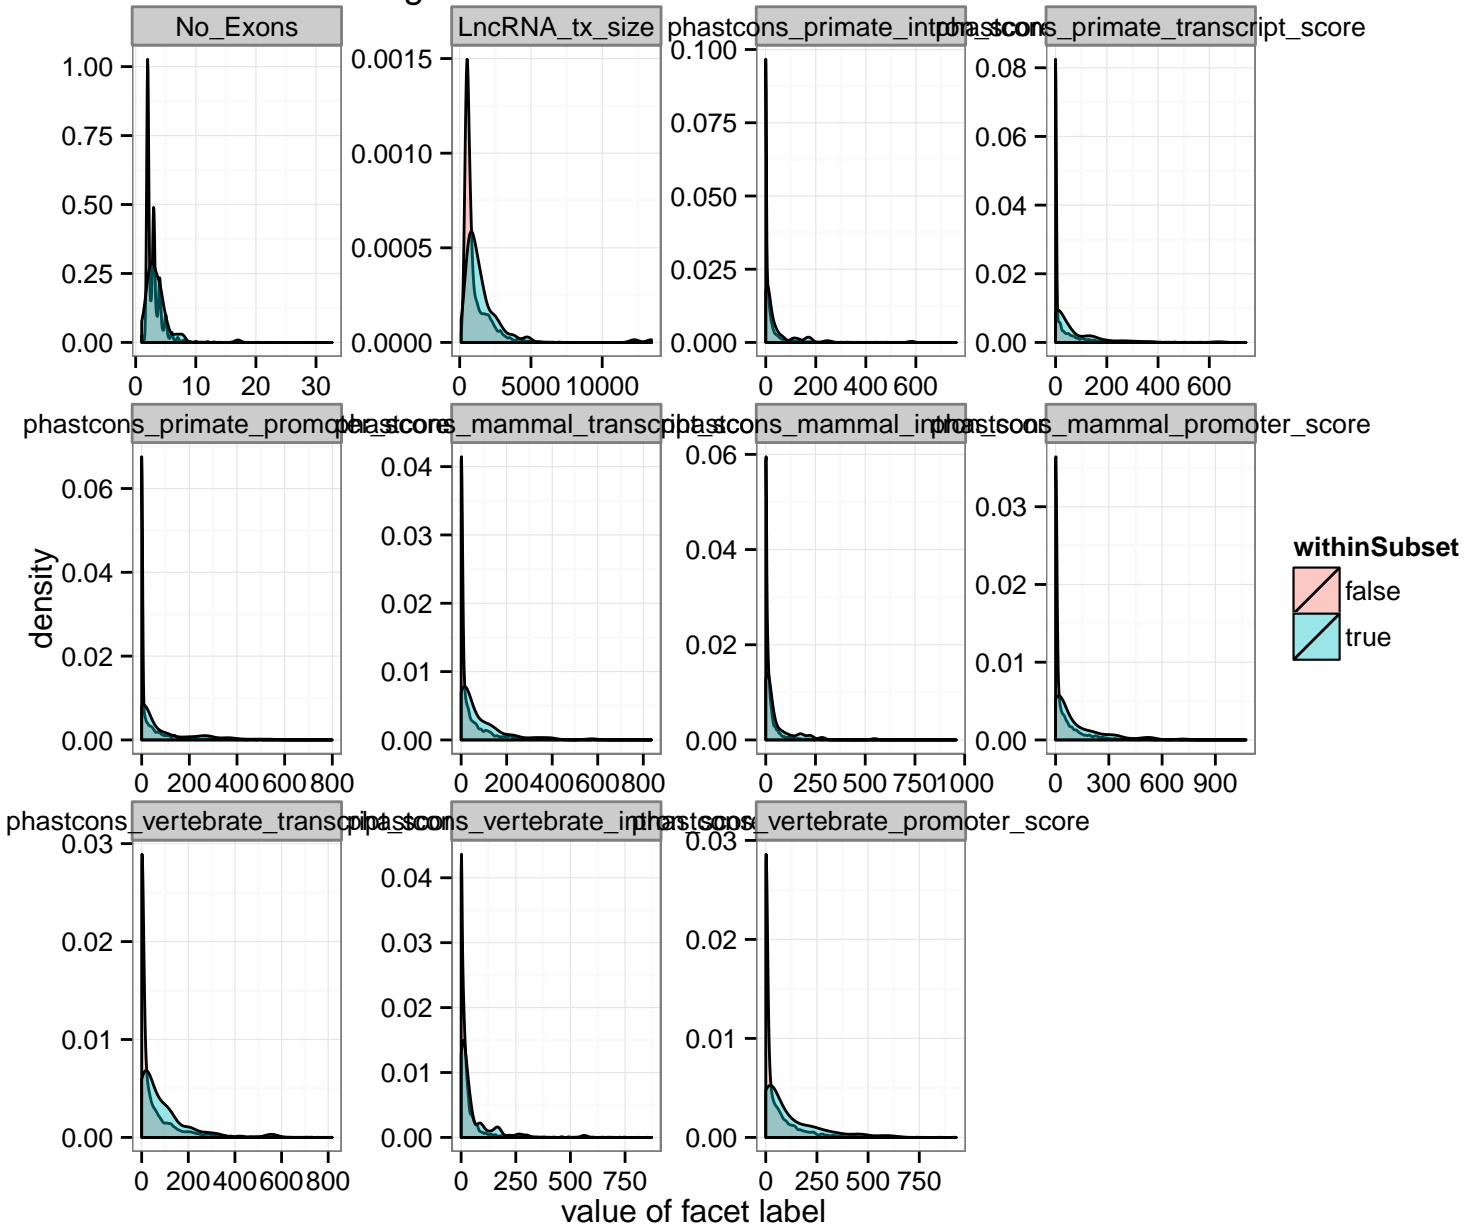 No_Exons
LncRNA_tx_size
phastcons_primate_intron_score
phastcons_primate_transcript_score
1.00
0.75
0.50
0.25
0.00
0 10 20 30
0.0015
0.0010
0.0005
0.0000
0 5000 10000
0.100
0.075
0.050
0.025
0.000
0 200 400 600
0.08
0.06
0.04
0.02
0.00
0 200 400 600
phastcons_primate_promoter_score
phastcons_mammal_transcript_score
phastcons_mammal_intron_score
phastcons_mammal_promoter_score
0.06
0.04
0.02
0.00
0 200 400 600 800
0.04
0.03
0.02
0.01
0.00
0 200 400 600 800
0.06
0.04
0.02
0.00
0 250 500 750 1000
0.03
0.02
0.01
0.00
0 300 600 900
phastcons_vertebrate_transcript_score
phastcons_vertebrate_intron_score
phastcons_vertebrate_promoter_score
0.03
0.02
0.01
0.00
0 200 400 600 800
0.04
0.03
0.02
0.01
0.00
0 250 500 750
0.03
0.02
0.01
0.00
0 250 500 750
density
value of facet label
withinSubset
false
true